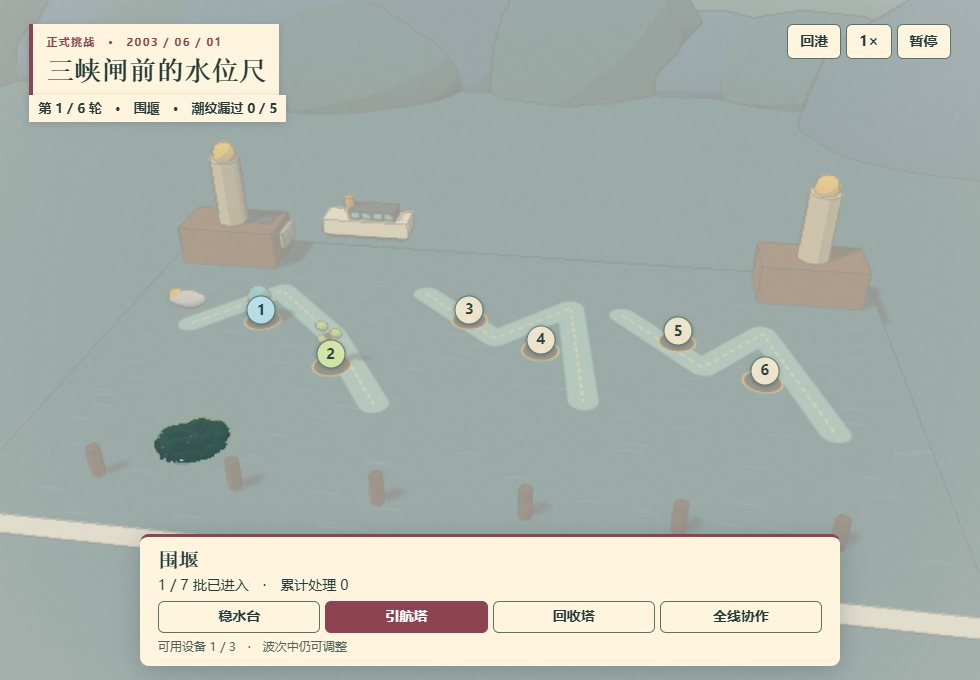 正式挑战 • 2003 / 06 / 01
三峡闸前的水位尺
第 1 / 6 轮 • 围堰 • 潮纹漏过 0 / 5
回港 1× 暂停
1
2
3
4
5
6
围堰
1 / 7 批已进入 · 累计处理 0
稳水台 引航塔 回收塔 全线协作
可用设备 1 / 3 · 波次中仍可调整